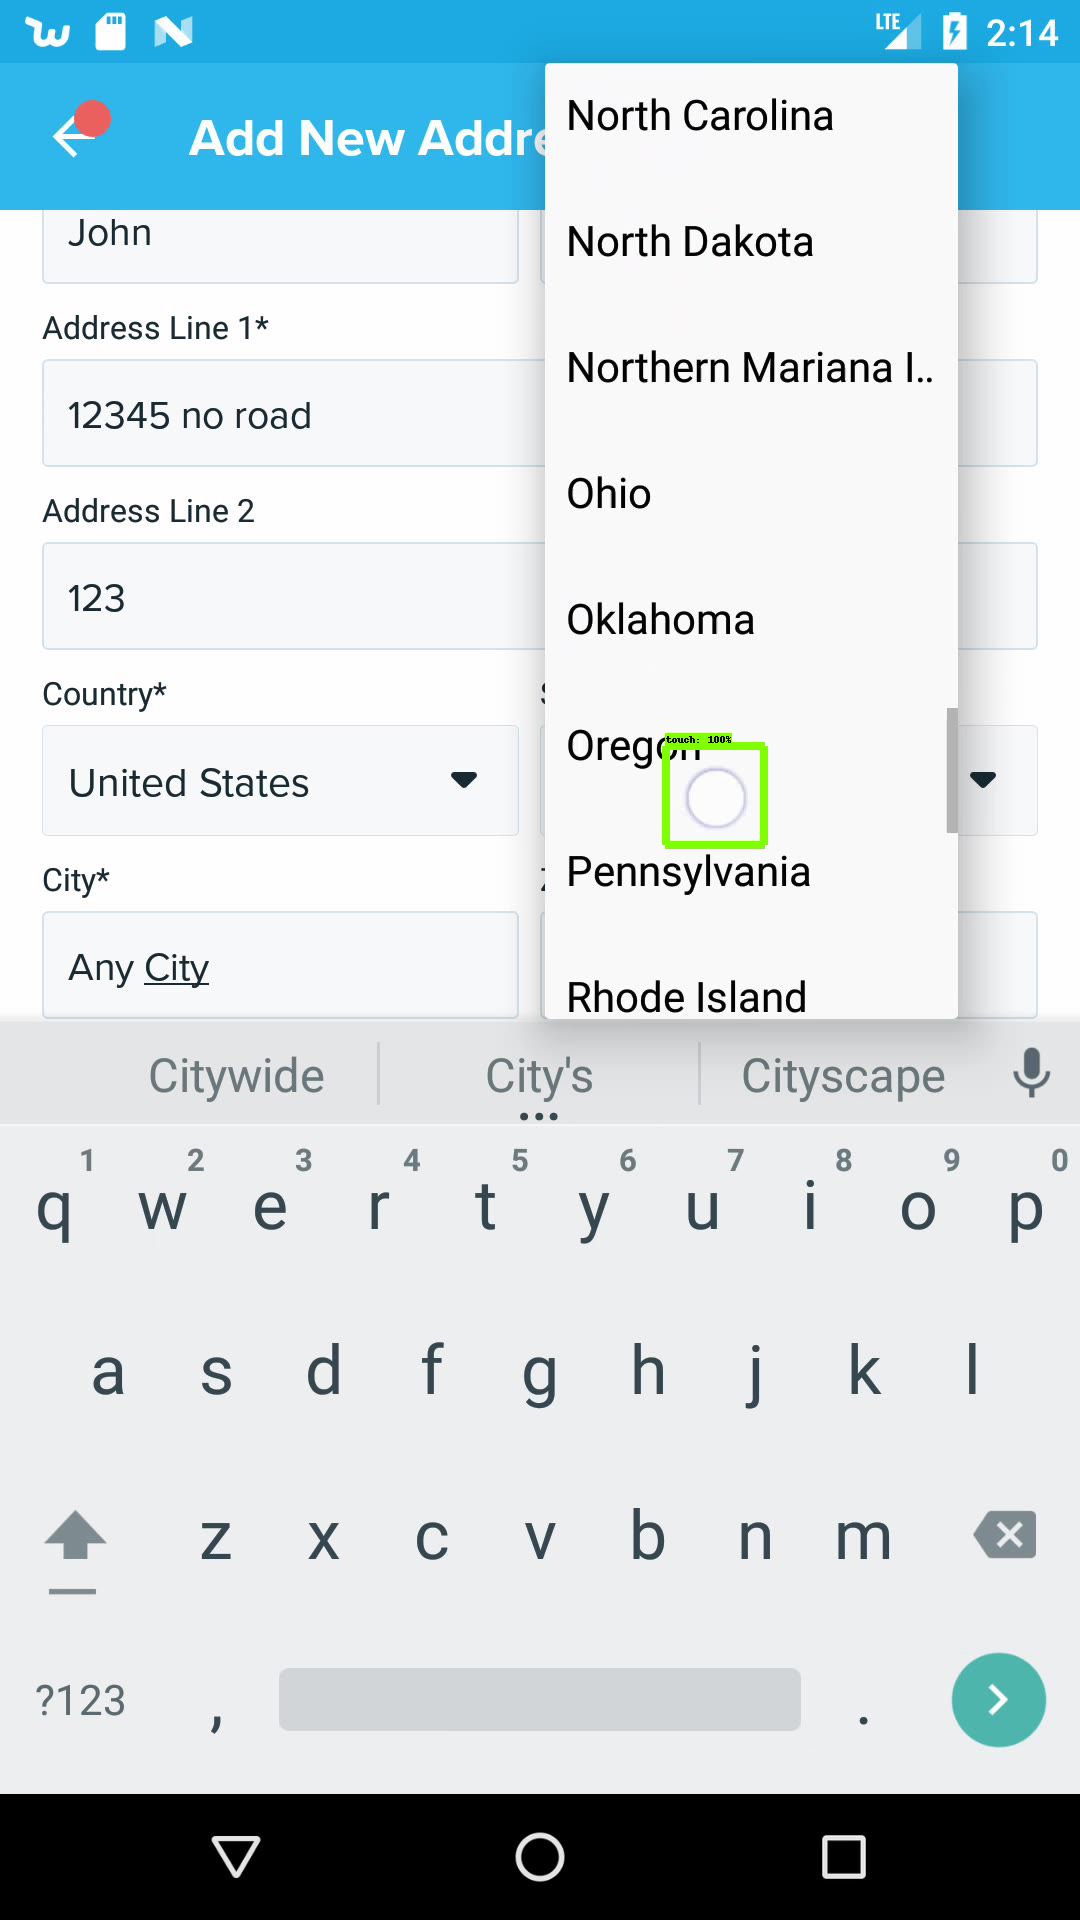 LTE 2:14
Add New Addre
North Carolina
John
North Dakota
Address Line 1*
Northern Mariana I..
12345 no road
Ohio
Address Line 2
123
Oklahoma
Country*
Oregon
touch: 100%
United States
Pennsylvania
City*
Any City
Rhode Island
Citywide City's Cityscape
1 2 3 4 5 6 7 8 9 0
q w e r t y u i o p
a s d f g h j k l
z x c v b n m
?123 , .